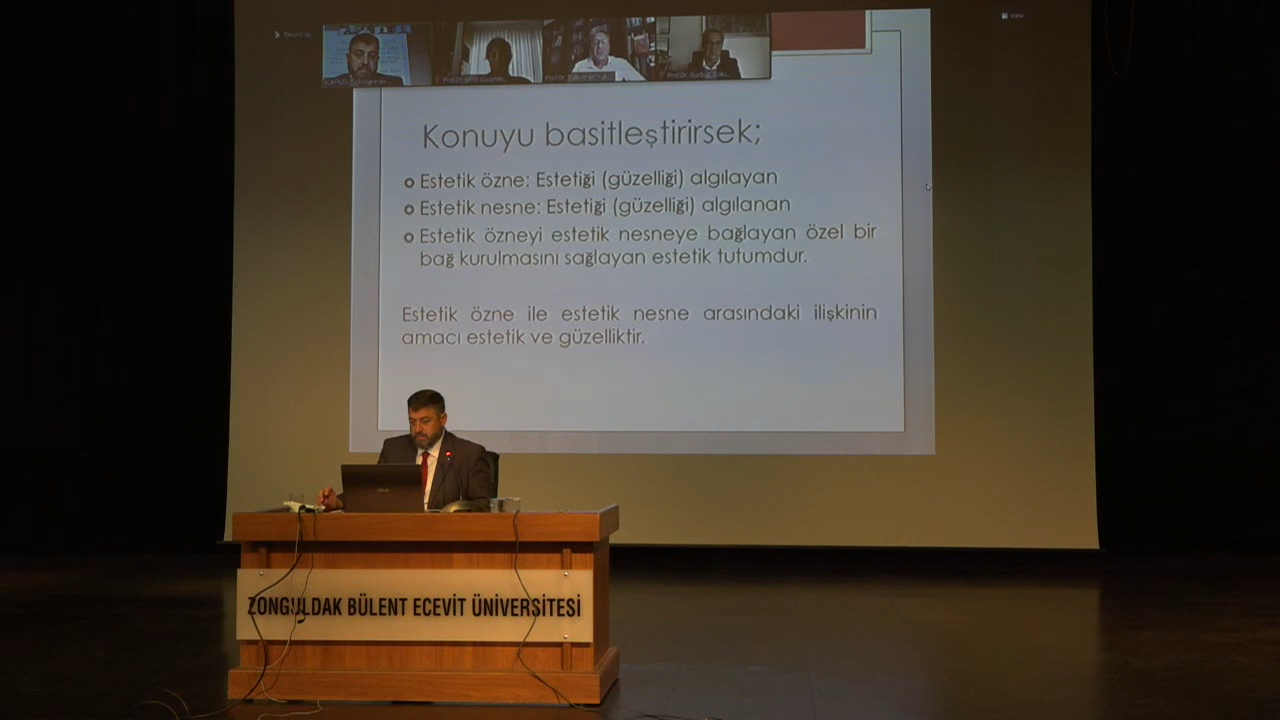 Recording
View
Konuyu basitleştirirsek;
Estetik özne: Estetiği (güzelliği) algılayan
Estetik nesne: Estetiği (güzelliği) algılanan
Estetik özneyi estetik nesneye bağlayan özel bir
bağ kurulmasını sağlayan estetik tutumdur.
Estetik özne ile estetik nesne arasındaki ilişkinin
amacı estetik ve güzelliktir.
ZONGULDAK BÜLENT ECEVİT ÜNİVERSİTESİ